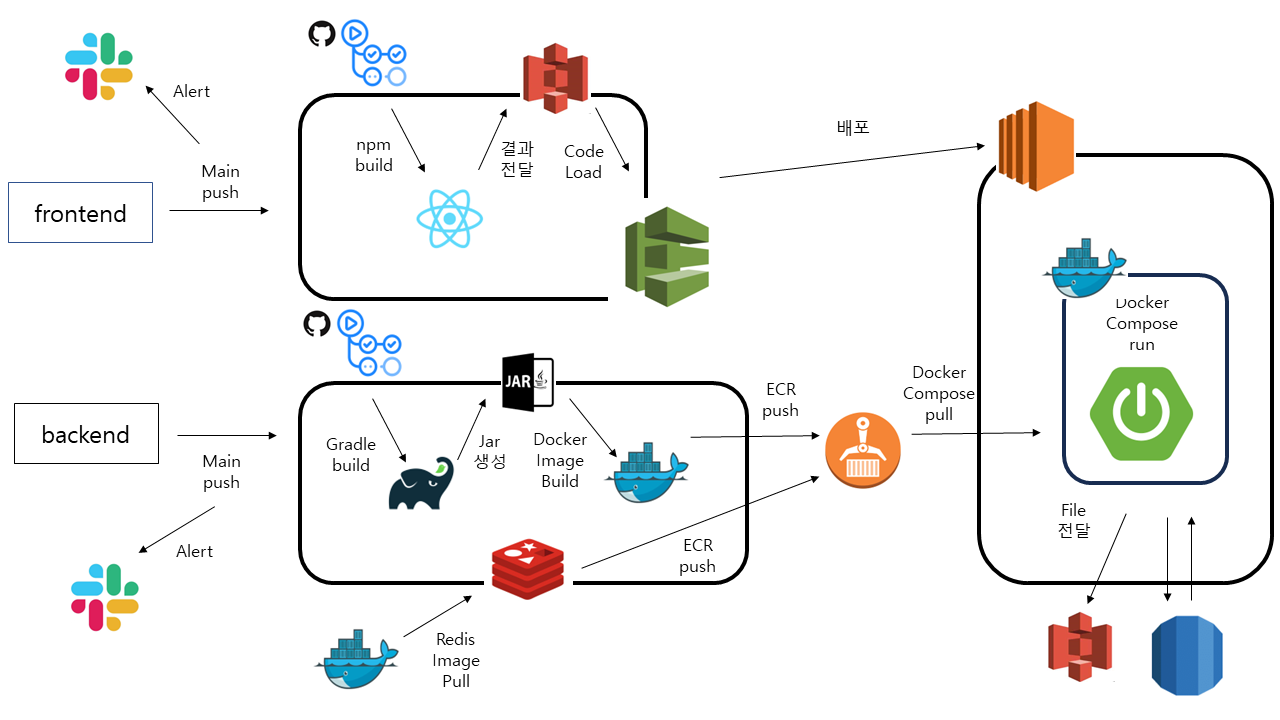 Alert
Main
push
frontend
npm
build
결과
전달
Code
Load
배포
Docker
Compose
run
backend
Main
push
Alert
Gradle
build
Jar
생성
JAR
Docker
Image
Build
ECR
push
Docker
Compose
pull
ECR
push
Redis
Image
Pull
File
전달